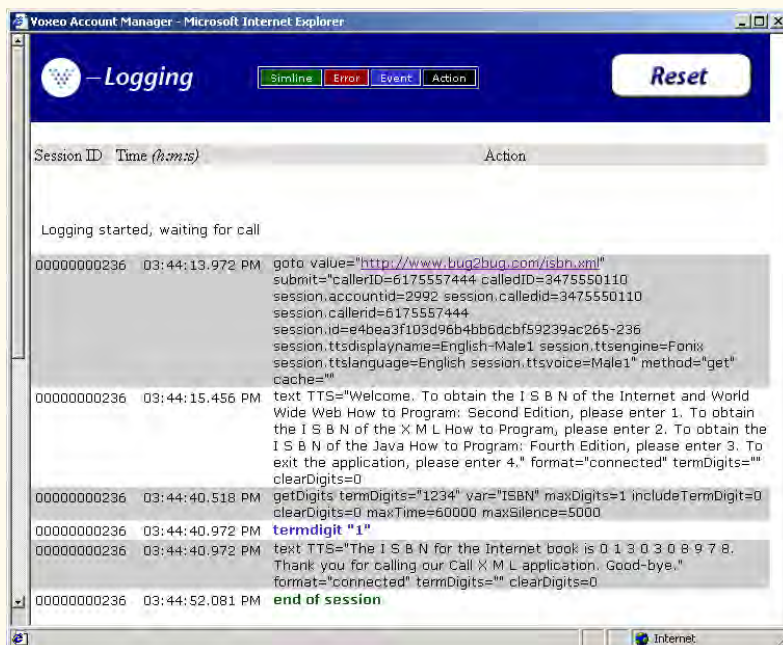 Voxeo Account Manager - Microsoft Internet Explorer
–Logging
Simline Error Event Action
Reset
Session ID Time (h:m:s) Action
Logging started, waiting for call
00000000236 03:44:13.972 PM goto value="http://www.bug2bug.com/isbn.xml"
submit="callerID=6175557444 calledID=3475550110
session.accountid=2992 session.calledid=3475550110
session.callerid=6175557444
session.id=e4bea3f103d96b4bb6dcbf59239ac265-236
session.ttsdisplayname=English-Male1 session.ttsengine=Fonix
session.ttslanguage=English session.ttsvoice=Male1" method="get"
cache=""
00000000236 03:44:15.456 PM text TTS="Welcome. To obtain the I S B N of the Internet and World
Wide Web How to Program: Second Edition, please enter 1. To obtain
the I S B N of the X M L How to Program, please enter 2. To obtain the
I S B N of the Java How to Program: Fourth Edition, please enter 3. To
exit the application, please enter 4." format="connected" termDigits=""
clearDigits=0
00000000236 03:44:40.518 PM getDigits termDigits="1234" var="ISBN" maxDigits=1 includeTermDigit=0
clearDigits=0 maxTime=60000 maxSilence=5000
00000000236 03:44:40.972 PM termdigit "1"
00000000236 03:44:40.972 PM text TTS="The I S B N for the Internet book is 0 1 3 0 3 0 8 9 7 8.
Thank you for calling our Call X M L application. Good-bye."
format="connected" termDigits="" clearDigits=0
00000000236 03:44:52.081 PM end of session
Internet